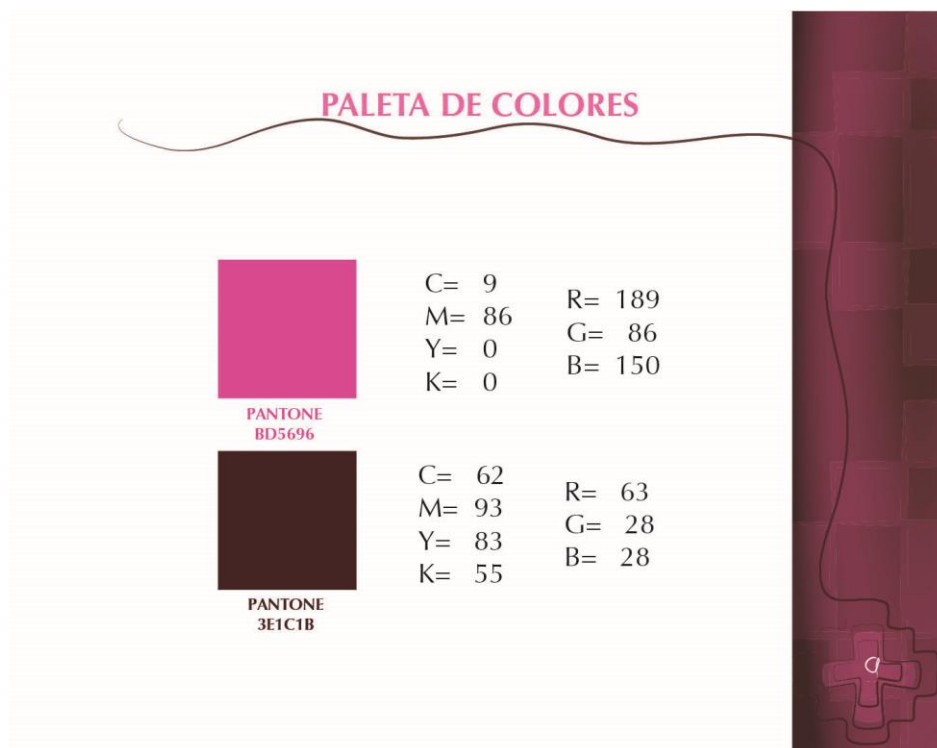 PALETA DE COLORES
C= 9
M= 86
Y= 0
K= 0
R= 189
G= 86
B= 150
PANTONE
BD5696
C= 62
M= 93
Y= 83
K= 55
R= 63
G= 28
B= 28
PANTONE
3E1C1B